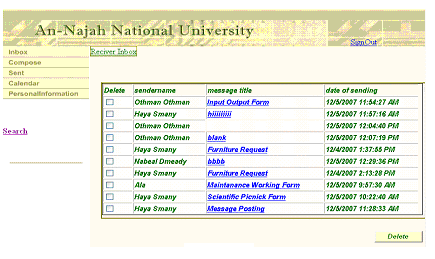 An-Najah National University
SignOut
Inbox
Compose
Sent
Calendar
PersonalInformation
Search
Reciver Inbox
Delete sendername message title date of sending
Othman Othman Input Output Form 12/5/2007 11:54:27 AM
Haya Smany hiiiiiiiii 12/5/2007 11:57:16 AM
Othman Othman 12/5/2007 12:04:40 PM
Othman Othman blank 12/5/2007 12:07:19 PM
Haya Smany Furniture Request 12/4/2007 1:37:55 PM
Nabeal Dmeady bbbb 12/5/2007 12:29:36 PM
Haya Smany Furniture Request 12/4/2007 2:13:28 PM
Ala Maintanance Working Form 12/5/2007 9:57:30 AM
Haya Smany Scientific Picnick Form 12/5/2007 10:22:40 AM
Haya Smany Message Posting 12/5/2007 11:28:33 AM
Delete